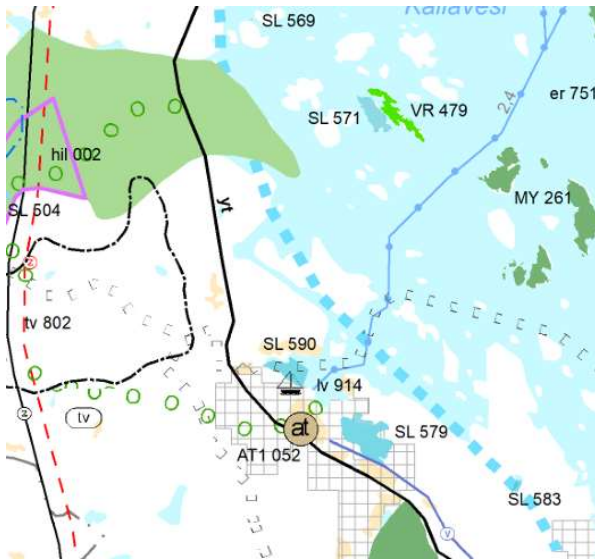 Kallavesi
SL 569
er 751
2,4
VR 479
SL 571
hil 002
MY 261
SL 504
yt
z
tv 802
SL 590
lv 914
z
tv
at
SL 579
AT1 052
SL 583
v